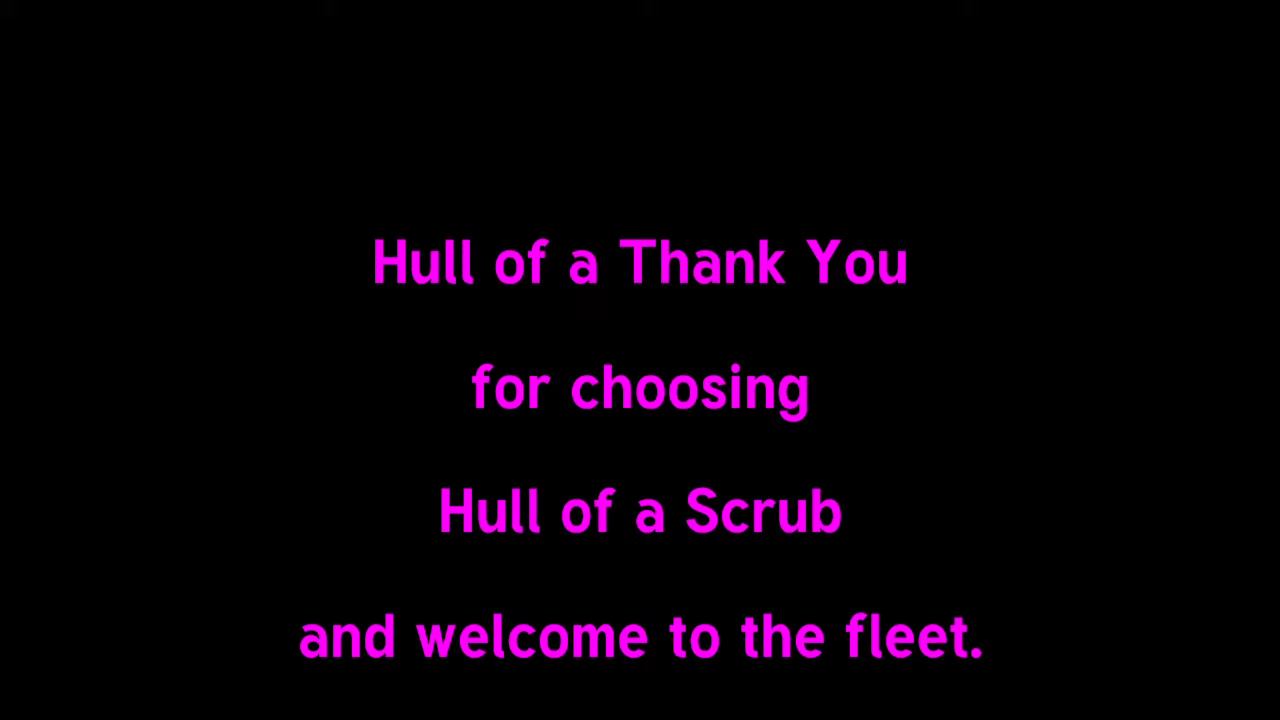 Hull of a Thank You
for choosing
Hull of a Scrub
and welcome to the fleet.